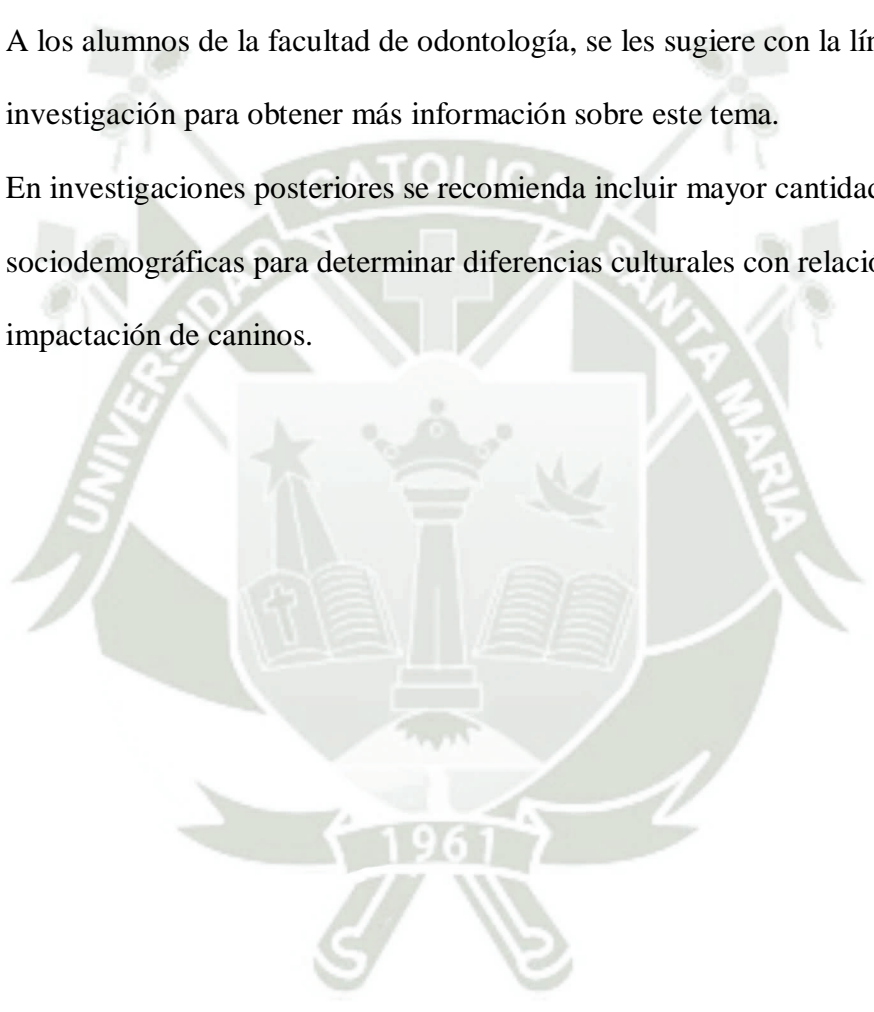 A los alumnos de la facultad de odontología, se les sugiere con la
investigación para obtener más información sobre este tema.
En investigaciones posteriores se recomienda incluir mayor
sociodemográficas para determinar diferencias culturales con
impactación de caninos.
UNIVERSIDAD CATOLICA SANTA MARIA
1961